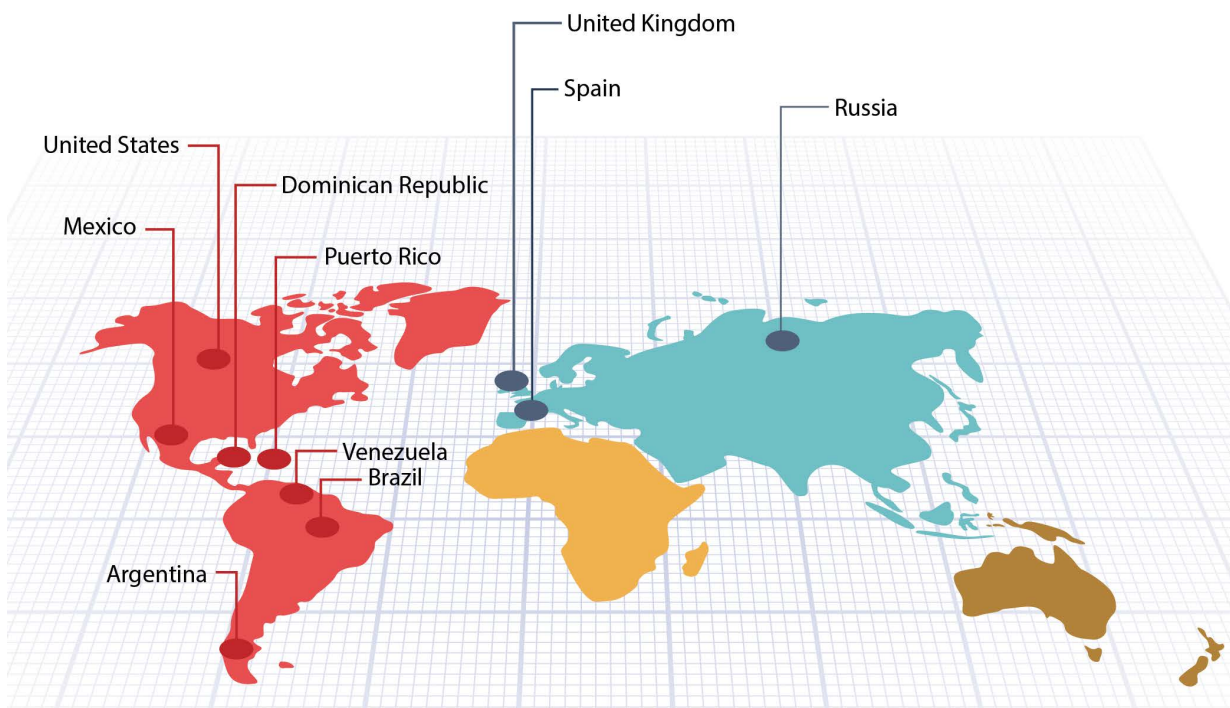 United Kingdom
Spain
Russia
United States
Dominican Republic
Mexico
Puerto Rico
Venezuela
Brazil
Argentina